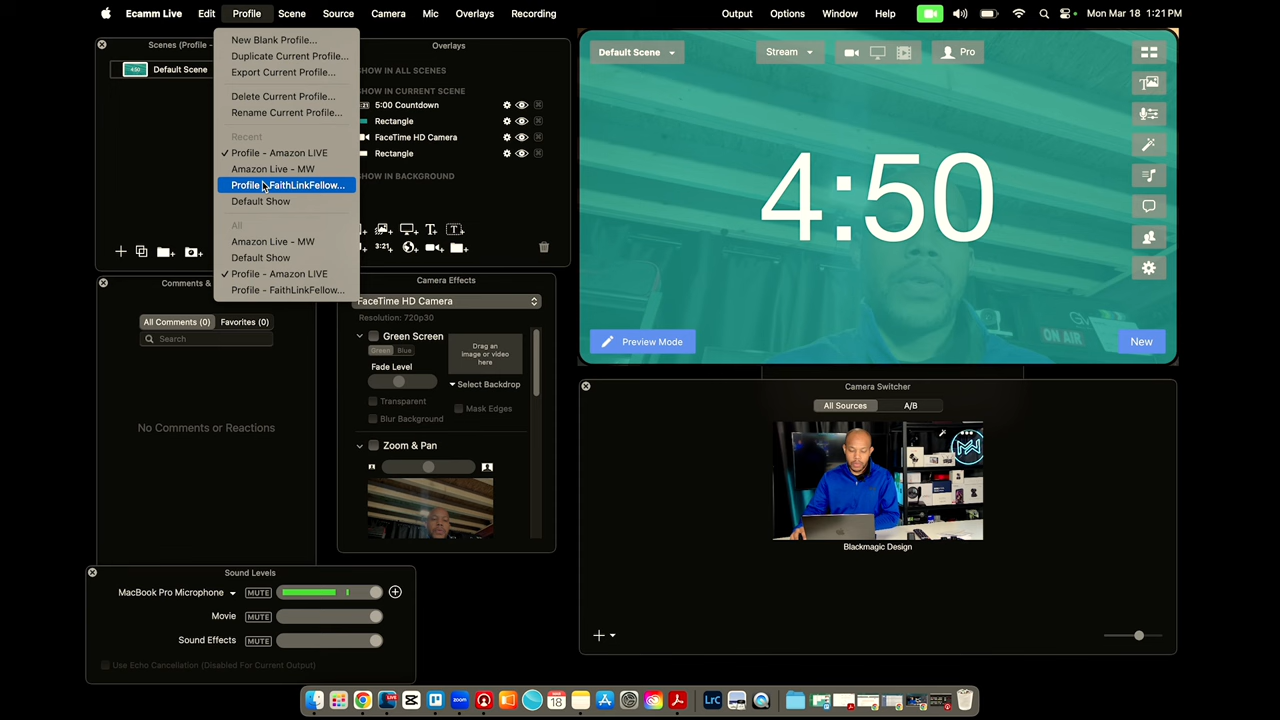 Ecamm Live Edit Profile Scene Source Camera Mic Overlays Recording Output Options Window Help Mon Mar 18 1:21 PM
Scenes (Profile -
Default Scene
4:50
New Blank Profile...
Duplicate Current Profile...
Export Current Profile...
Delete Current Profile...
Rename Current Profile...
Recent
✓ Profile - Amazon LIVE
Amazon Live - MW
Profile - FaithLinkFellow...
Default Show
All
Amazon Live - MW
Default Show
✓ Profile - Amazon LIVE
Profile - FaithLinkFellow...
Overlays
SHOW IN ALL SCENES
SHOW IN CURRENT SCENE
5:00 Countdown
Rectangle
FaceTime HD Camera
Rectangle
SHOW IN BACKGROUND
T T
3:21
Default Scene Stream Pro
4:50
ON AIR
Preview Mode New
Comments &
All Comments (0) Favorites (0)
Search
No Comments or Reactions
Camera Effects
FaceTime HD Camera
Resolution: 720p30
Green Screen
Green Blue
Drag an
image or video
here
Fade Level
Select Backdrop
Transparent
Mask Edges
Blur Background
Zoom & Pan
Camera Switcher
All Sources A/B
Blackmagic Design
Sound Levels
MacBook Pro Microphone MUTE
Movie MUTE
Sound Effects MUTE
Use Echo Cancellation (Disabled For Current Output)
zoom LIVE 18 LrC